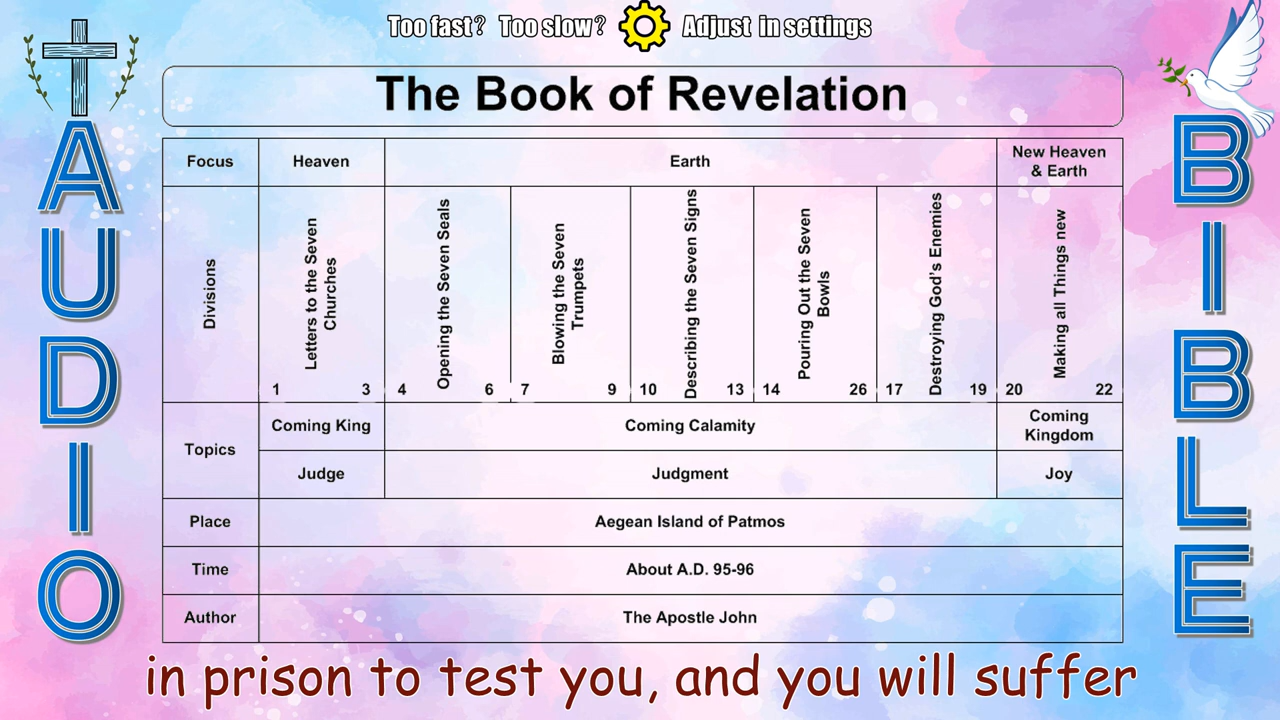 Too fast? Too slow? Adjust in settings
AUDIO
BIBLE
The Book of Revelation
Focus
Heaven
Earth
New Heaven
& Earth
Divisions
Letters to the Seven
Churches
1 3
Opening the Seven Seals
4 6
Blowing the Seven
Trumpets
7 9
Describing the Seven Signs
10 13
Pouring Out the Seven
Bowls
14 26
Destroying God's Enemies
17 19
Making all Things new
20 22
Topics
Coming King
Coming Calamity
Coming
Kingdom
Judge
Judgment
Joy
Place
Aegean Island of Patmos
Time
About A.D. 95-96
Author
The Apostle John
in prison to test you, and you will suffer